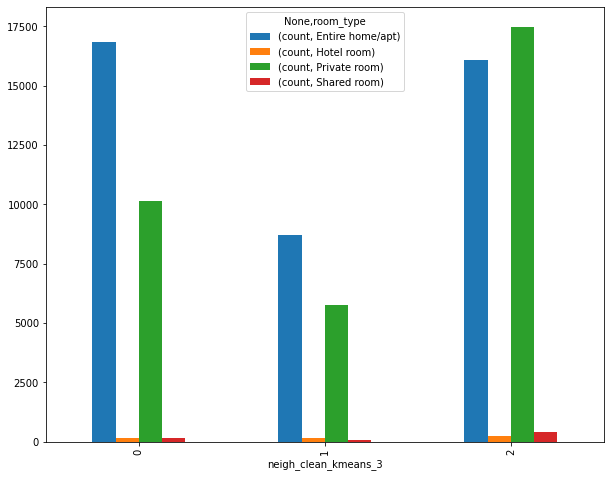 None,room_type
(count, Entire home/apt)
(count, Hotel room)
(count, Private room)
(count, Shared room)
17500
15000
12500
10000
7500
5000
2500
0
0
1
2
neigh_clean_kmeans_3